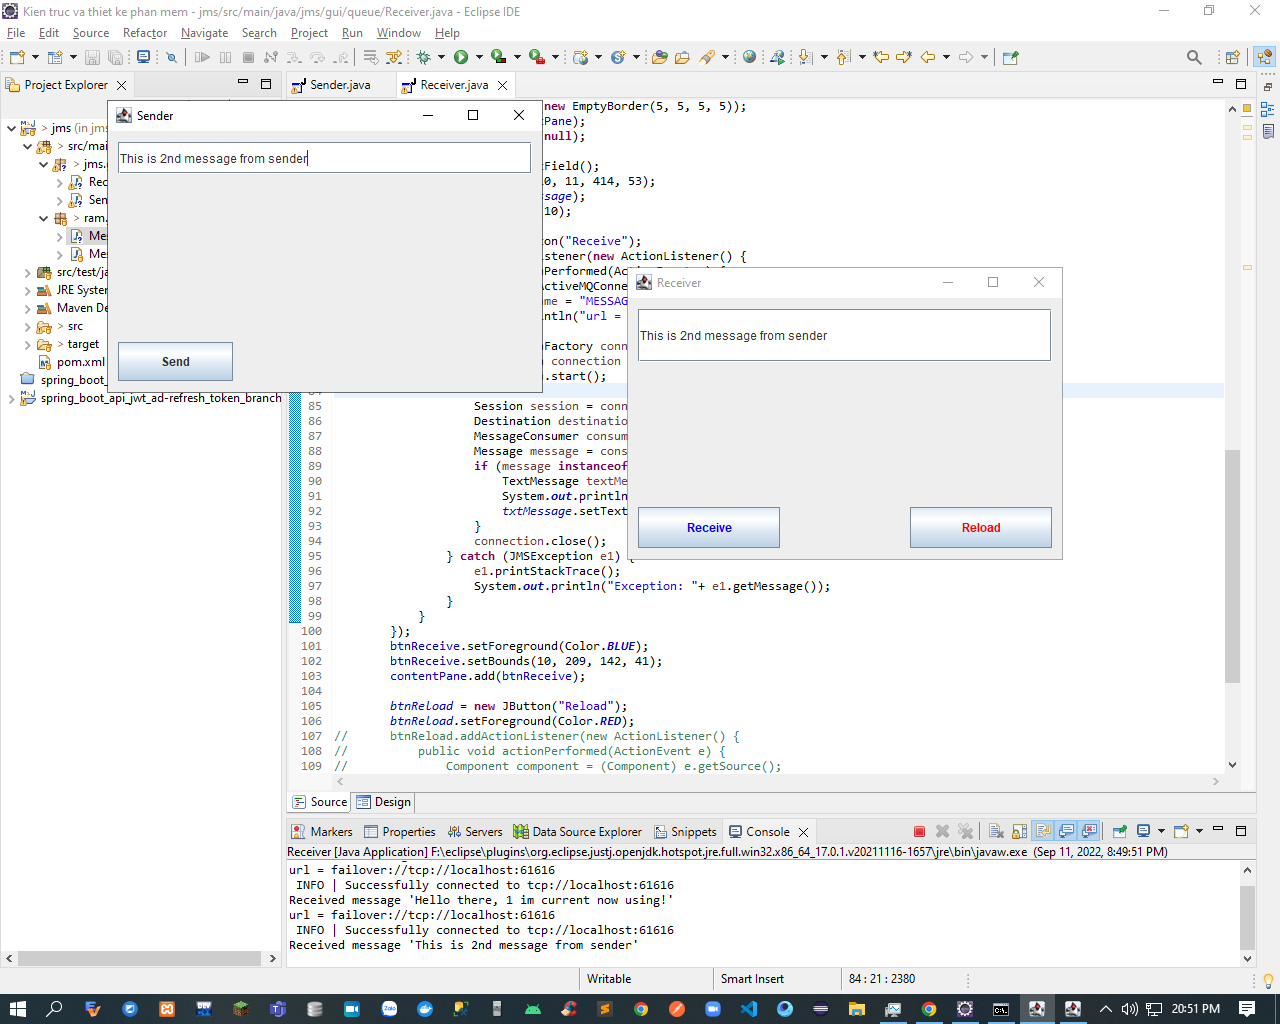 Kien truc va thiet ke phan mem - jms/src/main/java/jms/gui/queue/Receiver.java - Eclipse IDE
File Edit Source Refactor Navigate Search Project Run Window Help
Project Explorer
Sender.java
Receiver.java
> jms (in jms
> src/mai
> jms.
Rec
Sen
> ram.
Mes
Mes
src/test/ja
JRE System
Maven De
> src
> target
pom.xml
spring_boot_
spring_boot_api_jwt_ad-refresh_token_branch
Sender
This is 2nd message from sender
Send
new EmptyBorder(5, 5, 5, 5));
tPane);
null);
tField();
10, 11, 414, 53);
sage);
10);
ton("Receive");
stener(new ActionListener() {
Receiver
This is 2nd message from sender
Receive
Reload
ActiveMQConne
me = "MESSAG
ntln("url =
nFactory conn
n connection
n.start();
85 Session session = conn
86 Destination destinatio
87 MessageConsumer consum
88 Message message = cons
89 if (message instanceof
90 TextMessage textMe
91 System.out.println
92 txtMessage.setText
93 }
94 connection.close();
95 } catch (JMSException e1) {
96 e1.printStackTrace();
97 System.out.println("Exception: "+ e1.getMessage());
98 }
99 }
100 });
101 btnReceive.setForeground(Color.BLUE);
102 btnReceive.setBounds(10, 209, 142, 41);
103 contentPane.add(btnReceive);
104
105 btnReload = new JButton("Reload");
106 btnReload.setForeground(Color.RED);
107 // btnReload.addActionListener(new ActionListener() {
108 // public void actionPerformed(ActionEvent e) {
109 // Component component = (Component) e.getSource();
Source Design
Markers Properties Servers Data Source Explorer Snippets Console
Receiver [Java Application] F:\eclipse\plugins\org.eclipse.justj.openjdk.hotspot.jre.full.win32.x86_64_17.0.1.v20211116-1657\jre\bin\javaw.exe (Sep 11, 2022, 8:49:51 PM)
url = failover://tcp://localhost:61616
INFO | Successfully connected to tcp://localhost:61616
Received message 'Hello there, 1 im current now using!'
url = failover://tcp://localhost:61616
INFO | Successfully connected to tcp://localhost:61616
Received message 'This is 2nd message from sender'
Writable Smart Insert 84 : 21 : 2380
20:51 PM